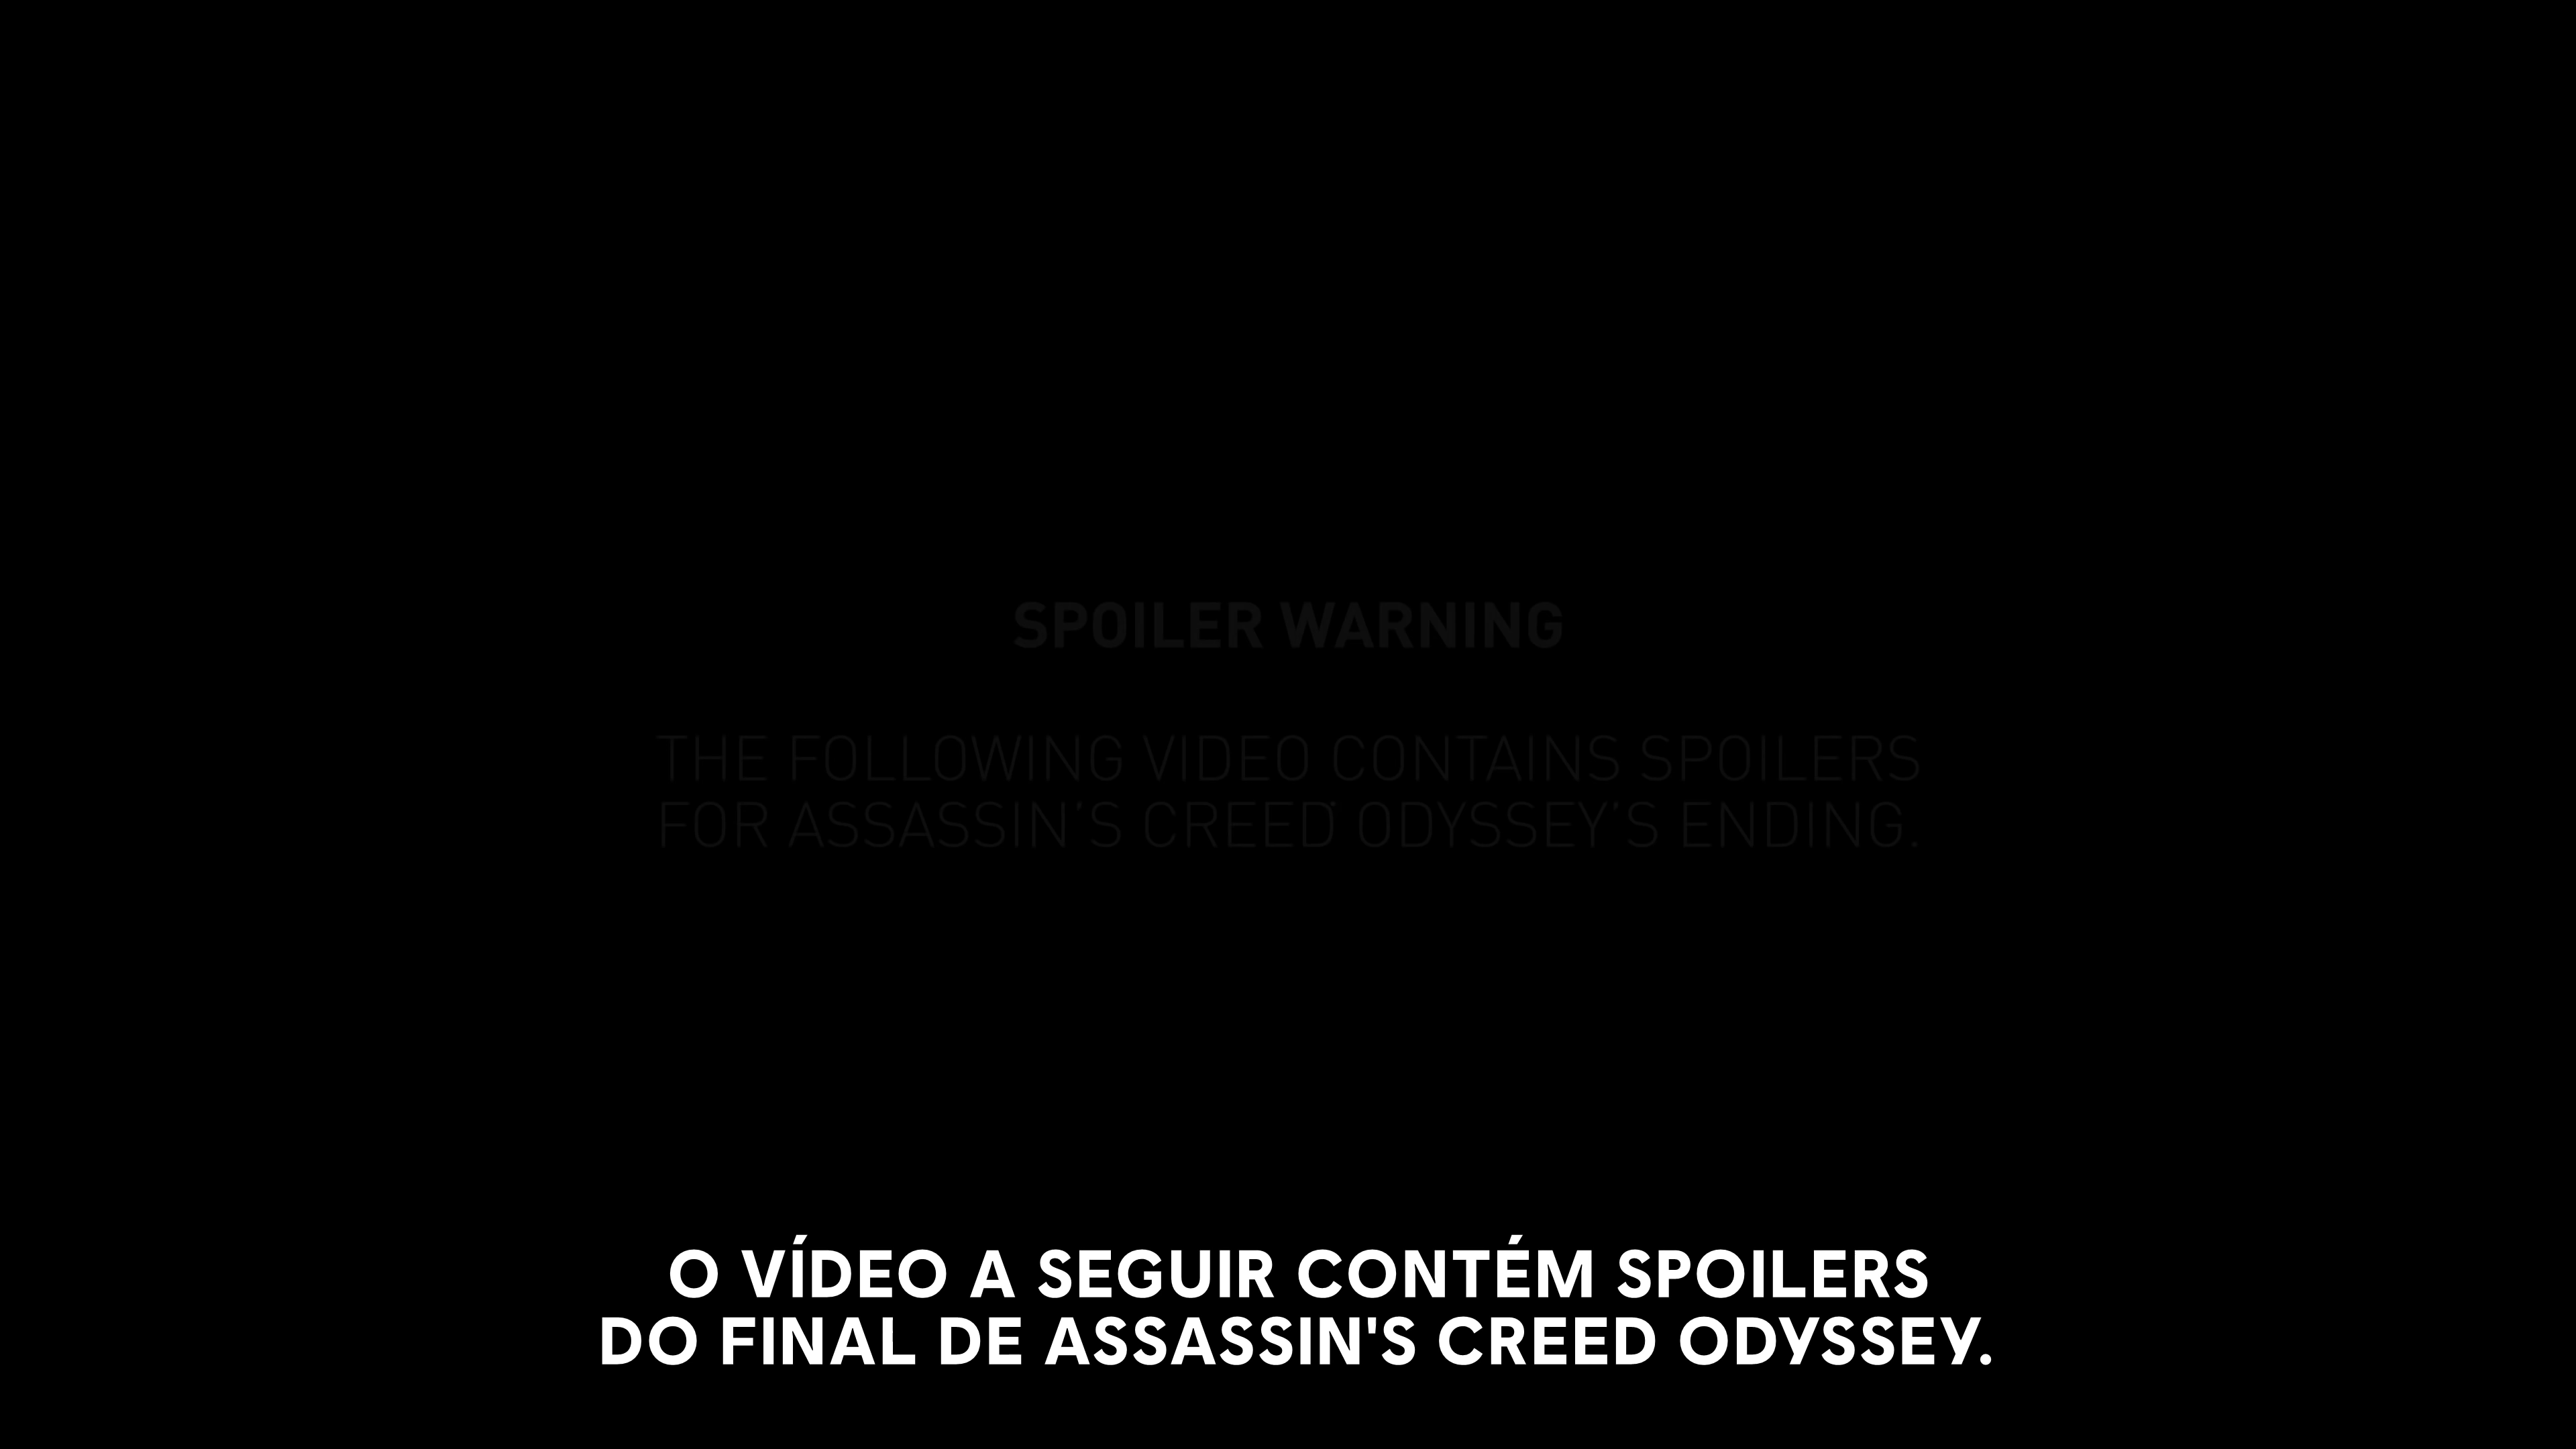 SPOILER WARNING
THE FOLLOWING VIDEO CONTAINS SPOILERS
FOR ASSASSIN’S CREED ODYSSEY’S ENDING.
O VÍDEO A SEGUIR CONTÉM SPOILERS
DO FINAL DE ASSASSIN'S CREED ODYSSEY.